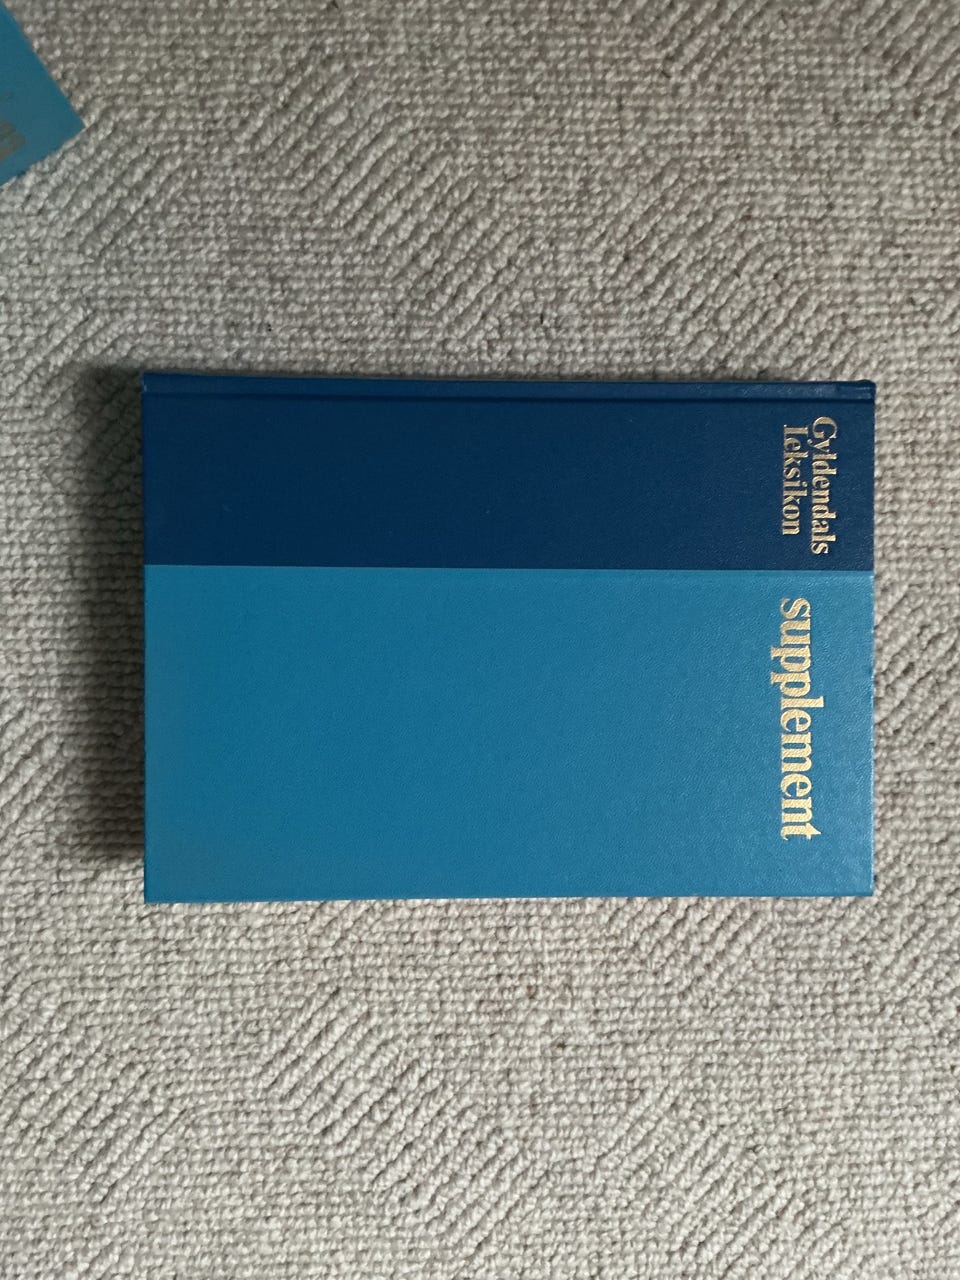 Gyldendals
Leksikon
supplement